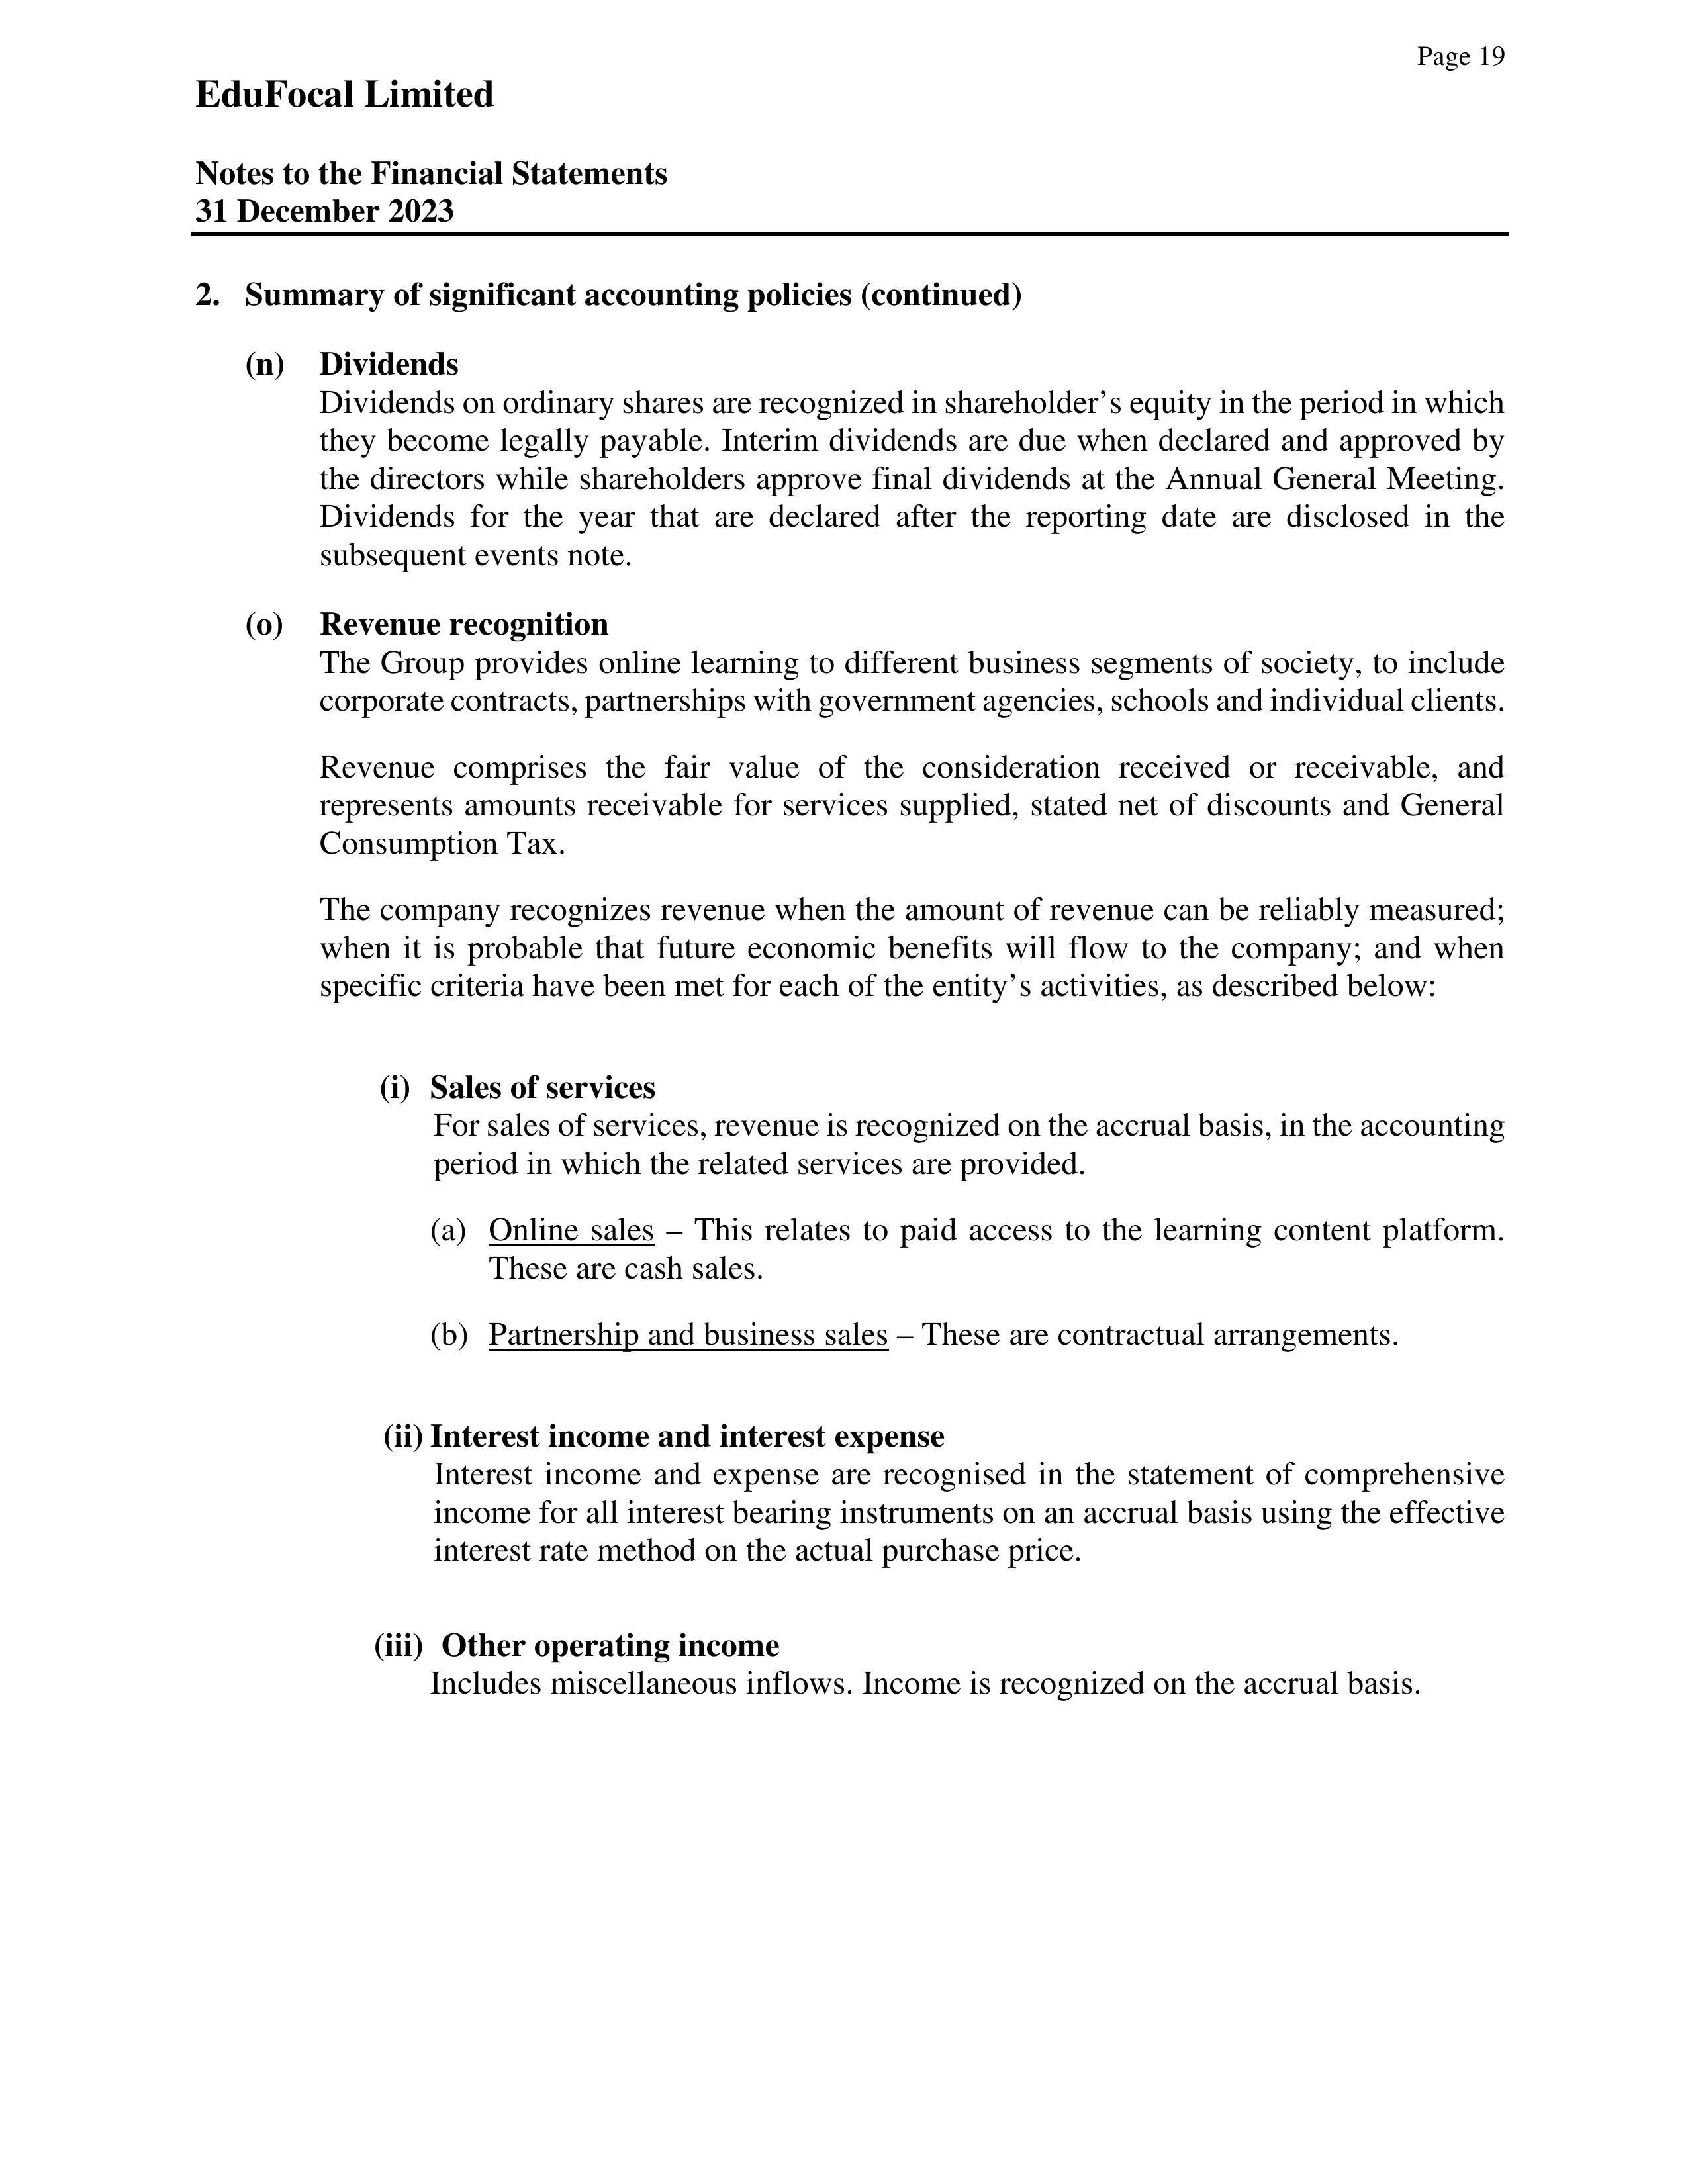 Page 19
EduFocal Limited
Notes to the Financial Statements
31 December 2023
2. Summary of significant accounting policies (continued)
(n) Dividends
Dividends on ordinary shares are recognized in shareholder’s equity in the period in which
they become legally payable. Interim dividends are due when declared and approved by
the directors while shareholders approve final dividends at the Annual General Meeting.
Dividends for the year that are declared after the reporting date are disclosed in the
subsequent events note.
(o) Revenue recognition
The Group provides online learning to different business segments of society, to include
corporate contracts, partnerships with government agencies, schools and individual clients.
Revenue comprises the fair value of the consideration received or receivable, and
represents amounts receivable for services supplied, stated net of discounts and General
Consumption Tax.
The company recognizes revenue when the amount of revenue can be reliably measured;
when it is probable that future economic benefits will flow to the company; and when
specific criteria have been met for each of the entity’s activities, as described below:
(i) Sales of services
For sales of services, revenue is recognized on the accrual basis, in the accounting
period in which the related services are provided.
(a) Online sales – This relates to paid access to the learning content platform.
These are cash sales.
(b) Partnership and business sales – These are contractual arrangements.
(ii) Interest income and interest expense
Interest income and expense are recognised in the statement of comprehensive
income for all interest bearing instruments on an accrual basis using the effective
interest rate method on the actual purchase price.
(iii) Other operating income
Includes miscellaneous inflows. Income is recognized on the accrual basis.